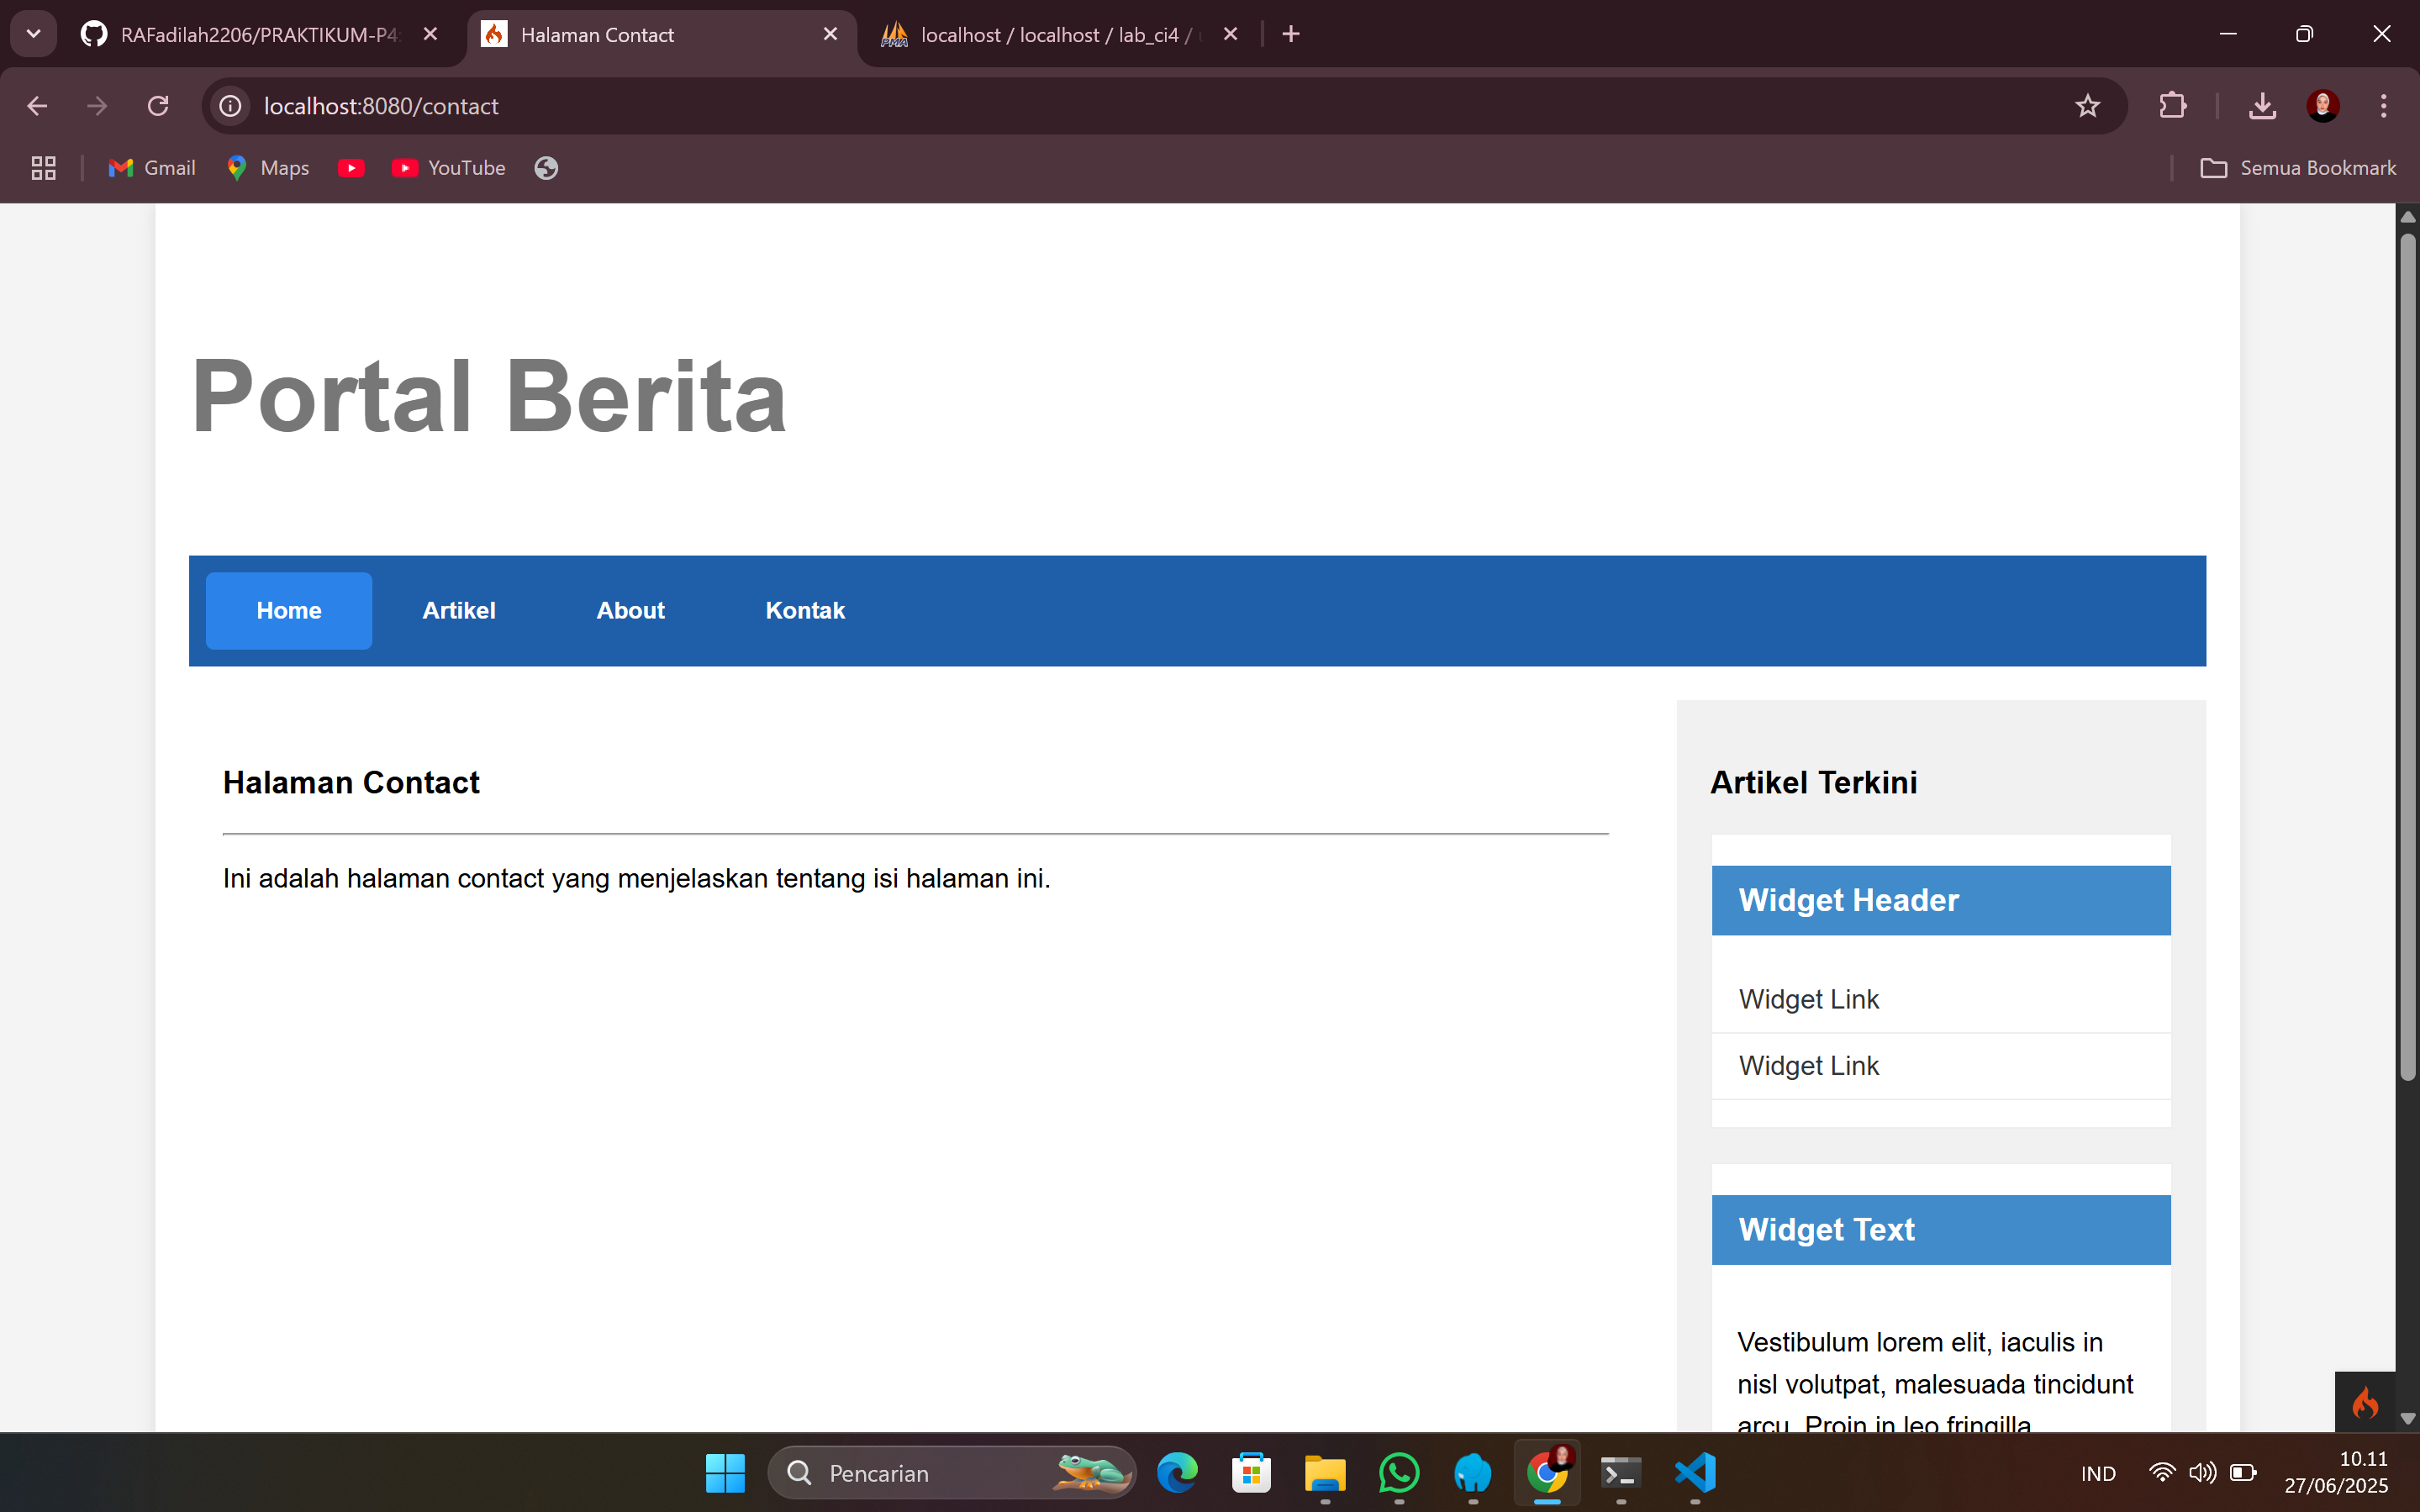 RAFadilah2206/PRAKTIKUM-P4
Halaman Contact
localhost / localhost / lab_ci4 /
localhost:8080/contact
Gmail
Maps
YouTube
Semua Bookmark
Portal Berita
Home
Artikel
About
Kontak
Halaman Contact
Ini adalah halaman contact yang menjelaskan tentang isi halaman ini.
Artikel Terkini
Widget Header
Widget Link
Widget Link
Widget Text
Vestibulum lorem elit, iaculis in
nisl volutpat, malesuada tincidunt
arcu. Proin in leo fringilla,
Pencarian
IND
10.11
27/06/2025